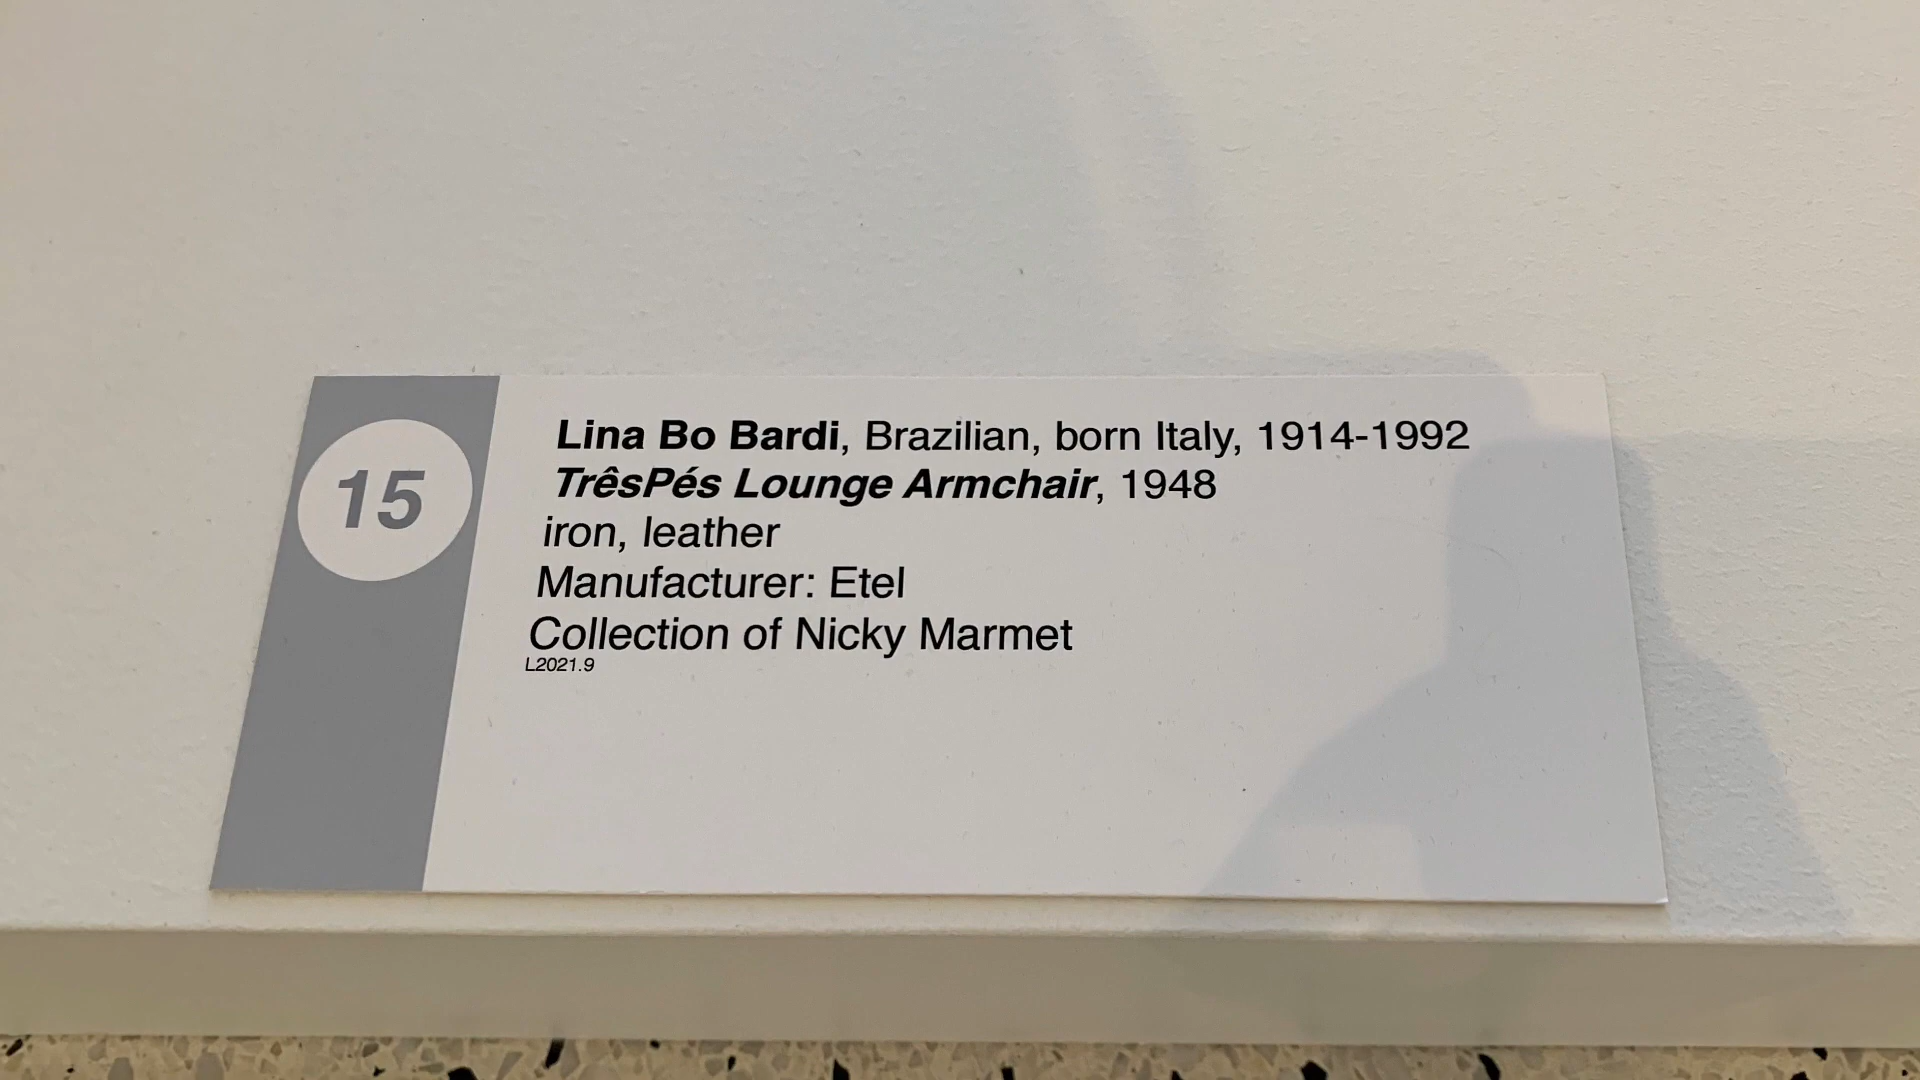 15
Lina Bo Bardi, Brazilian, born Italy, 1914-1992
TrêsPés Lounge Armchair, 1948
iron, leather
Manufacturer: Etel
Collection of Nicky Marmet
L2021.9